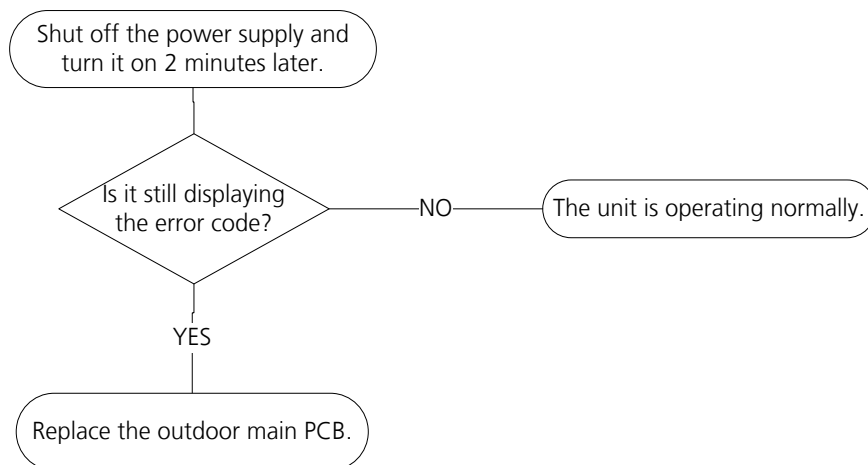 Shut off the power supply and
turn it on 2 minutes later.
Is it still displaying
the error code?
NO
The unit is operating normally.
YES
Replace the outdoor main PCB.